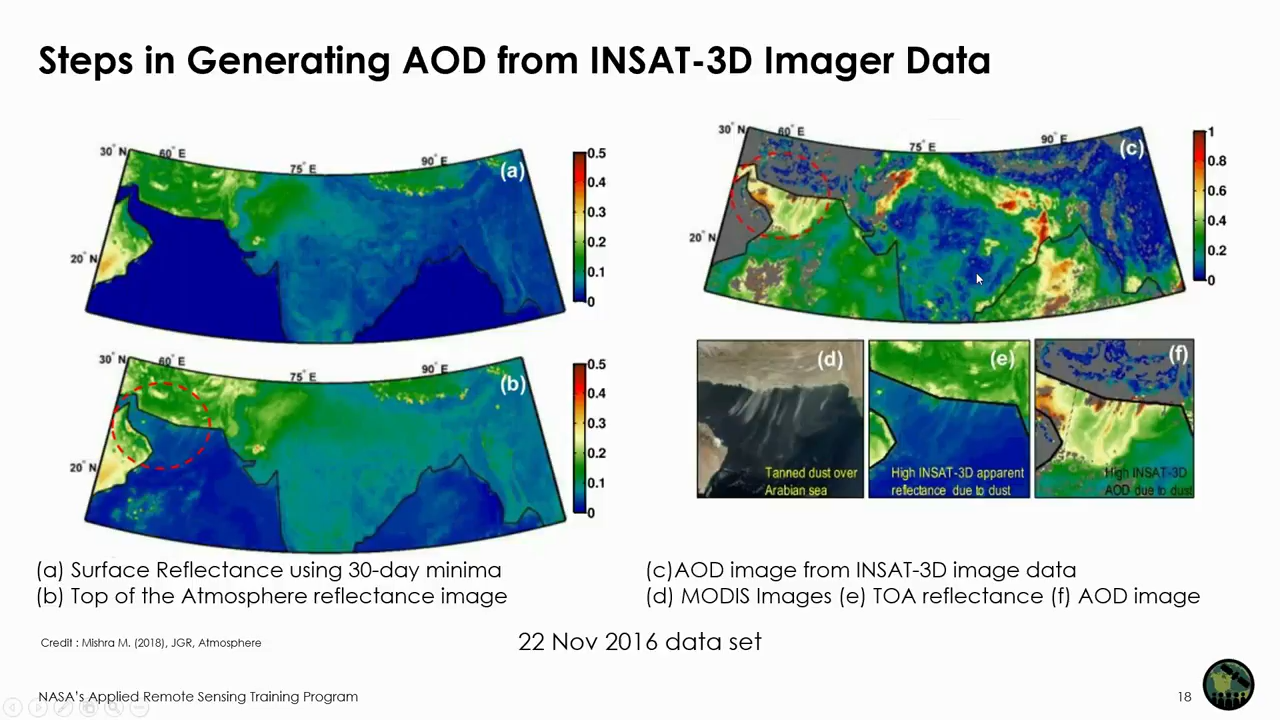 Steps in Generating AOD from INSAT-3D Imager Data
30° N
60° E
75° E
90° E
(a)
20° N
0.5
0.4
0.3
0.2
0.1
0
30° N
60° E
75° E
90° E
(b)
20° N
0.5
0.4
0.3
0.2
0.1
0
30° N
60° E
75° E
90° E
(c)
20° N
1
0.8
0.6
0.4
0.2
0
(d)
Tanned dust over
Arabian sea
(e)
High INSAT-3D apparent
reflectance due to dust
(f)
High INSAT-3D
AOD due to dust
(a) Surface Reflectance using 30-day minima
(b) Top of the Atmosphere reflectance image
(c)AOD image from INSAT-3D image data
(d) MODIS Images (e) TOA reflectance (f) AOD image
Credit : Mishra M. (2018), JGR, Atmosphere
22 Nov 2016 data set
NASA's Applied Remote Sensing Training Program
18